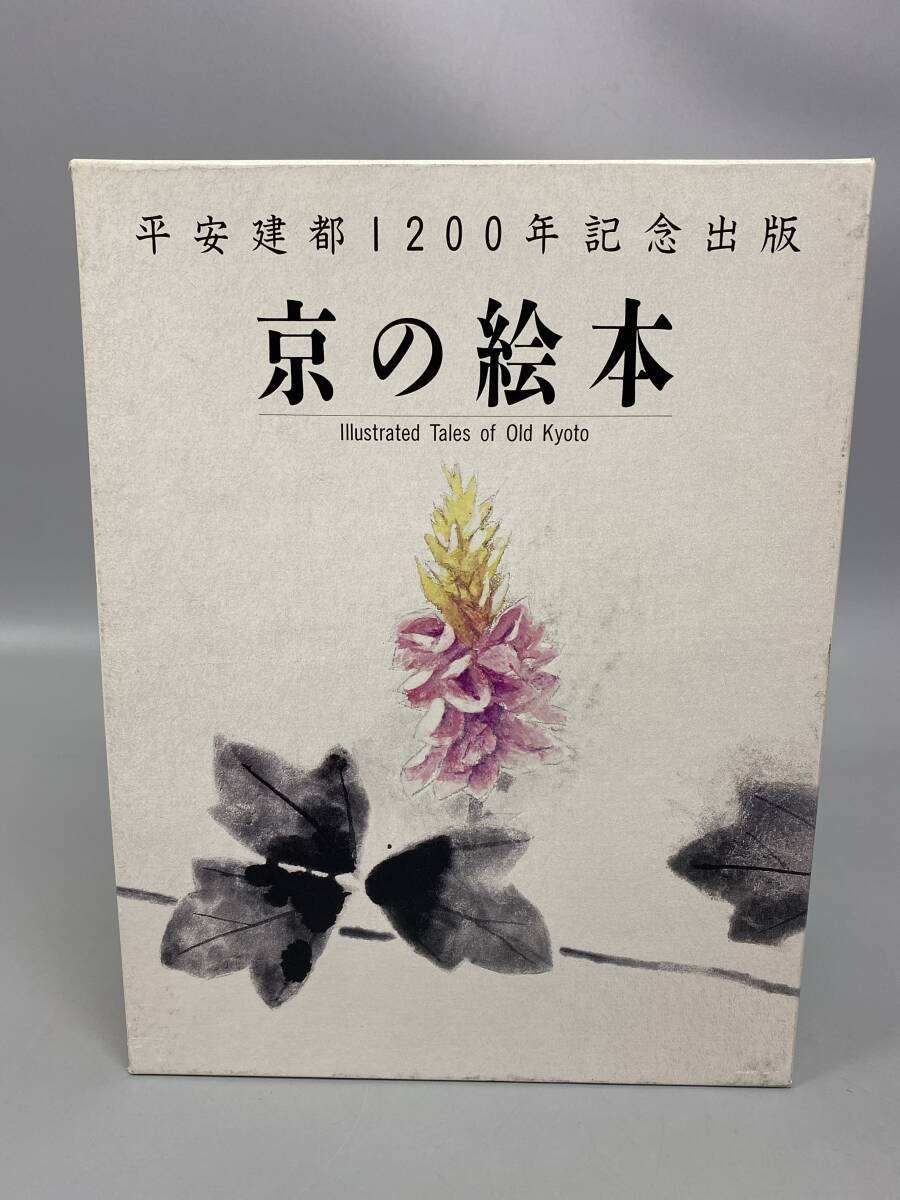 平安建都1200年記念出版
京の絵本
Illustrated Tales of Old Kyoto